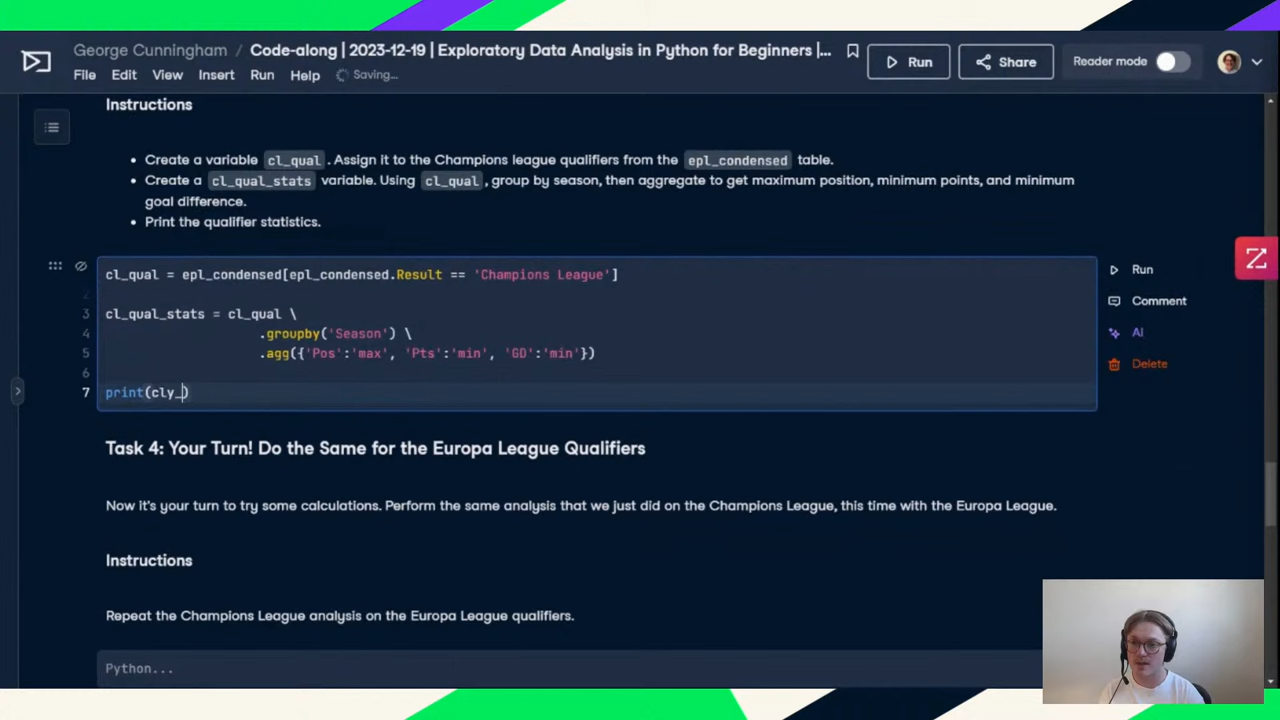 George Cunningham / Code-along | 2023-12-19 | Exploratory Data Analysis in Python for Beginners |...
Run
Share
Reader mode
File Edit View Insert Run Help Saving...
Instructions
• Create a variable cl_qual . Assign it to the Champions league qualifiers from the epl_condensed table.
• Create a cl_qual_stats variable. Using cl_qual , group by season, then aggregate to get maximum position, minimum points, and minimum
goal difference.
• Print the qualifier statistics.
cl_qual = epl_condensed[epl_condensed.Result == 'Champions League']
2
3 cl_qual_stats = cl_qual \
4 .groupby('Season') \
5 .agg({'Pos':'max', 'Pts':'min', 'GD':'min'})
6
7 print(cly_)
Run
Comment
AI
Delete
Task 4: Your Turn! Do the Same for the Europa League Qualifiers
Now it's your turn to try some calculations. Perform the same analysis that we just did on the Champions League, this time with the Europa League.
Instructions
Repeat the Champions League analysis on the Europa League qualifiers.
Python...